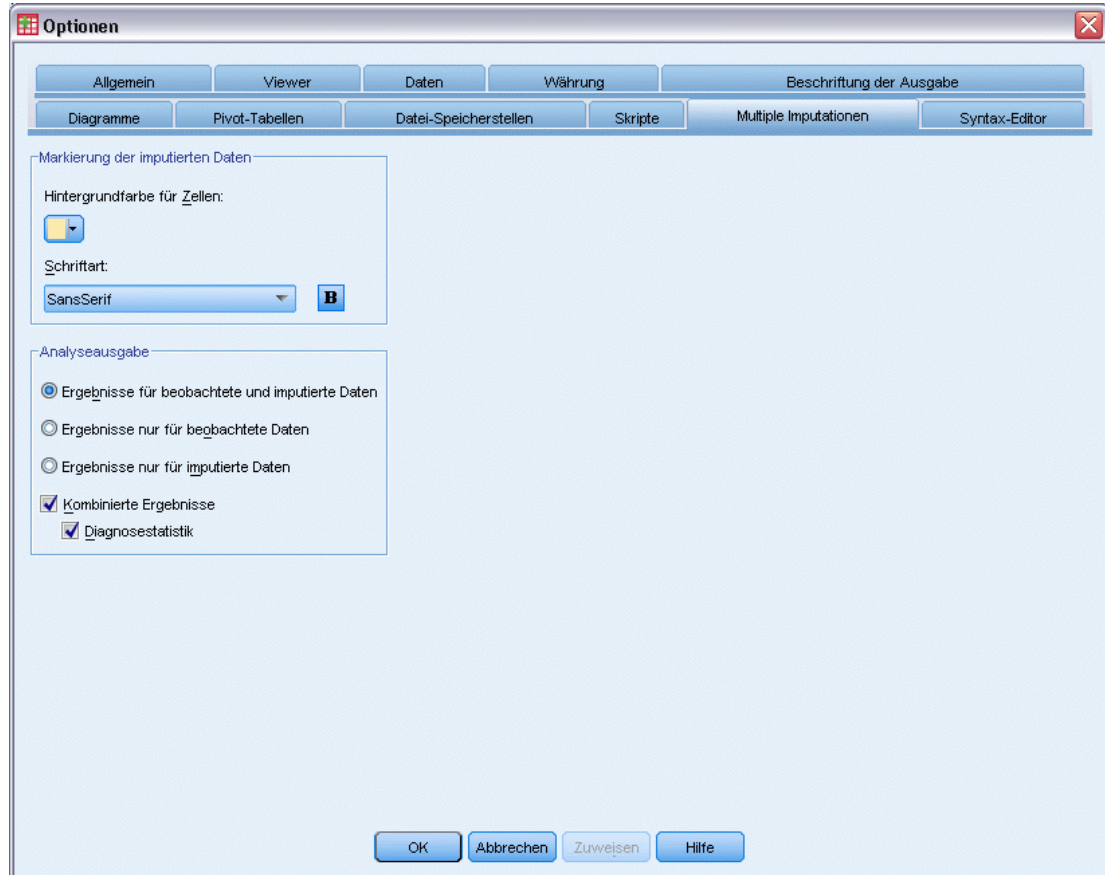 Optionen
Allgemein Viewer Daten Währung Beschriftung der Ausgabe
Diagramme Pivot-Tabellen Datei-Speicherstellen Skripte Multiple Imputationen Syntax-Editor
Markierung der imputierten Daten
Hintergrundfarbe für Zellen:
Schriftart:
SansSerif B
Analyseausgabe
Ergebnisse für beobachtete und imputierte Daten
Ergebnisse nur für beobachtete Daten
Ergebnisse nur für imputierte Daten
Kombinierte Ergebnisse
Diagnosestatistik
OK Abbrechen Zuweisen Hilfe